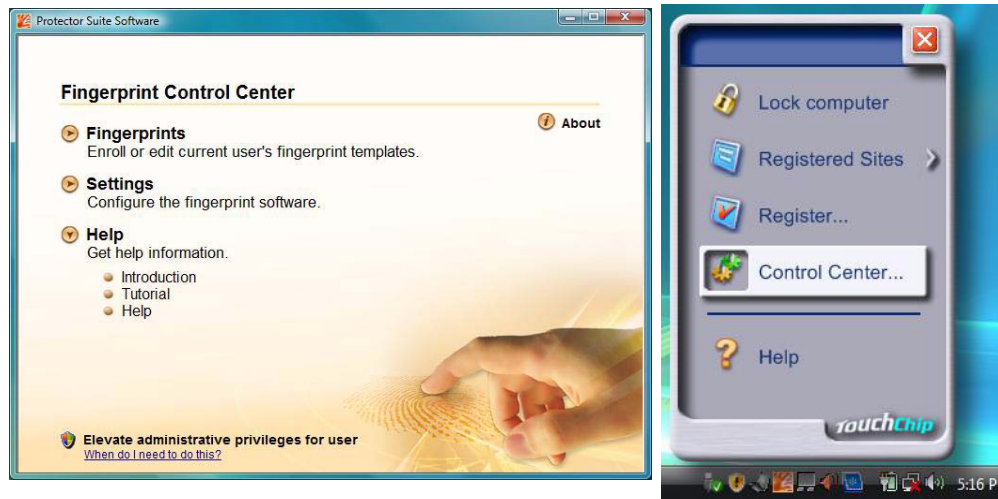 Protector Suite Software
Fingerprint Control Center
About
Fingerprints
Enroll or edit current user's fingerprint templates.
Settings
Configure the fingerprint software.
Help
Get help information.
Introduction
Tutorial
Help
Elevate administrative privileges for user
When do I need to do this?
Lock computer
Registered Sites
Register...
Control Center...
Help
TouchChip
5:16 P